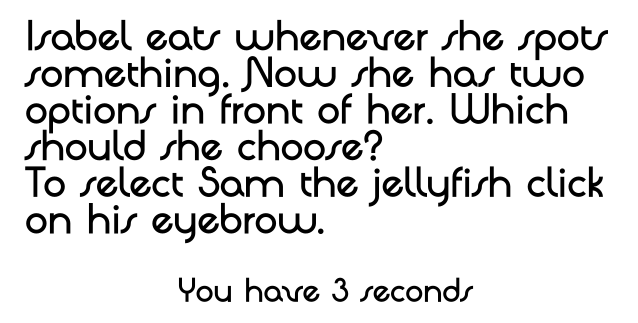 Isabel eats whenever she spots
something. Now she has two
options in front of her. Which
should she choose?
To select Sam the jellyfish click
on his eyebrow.
You have 3 seconds